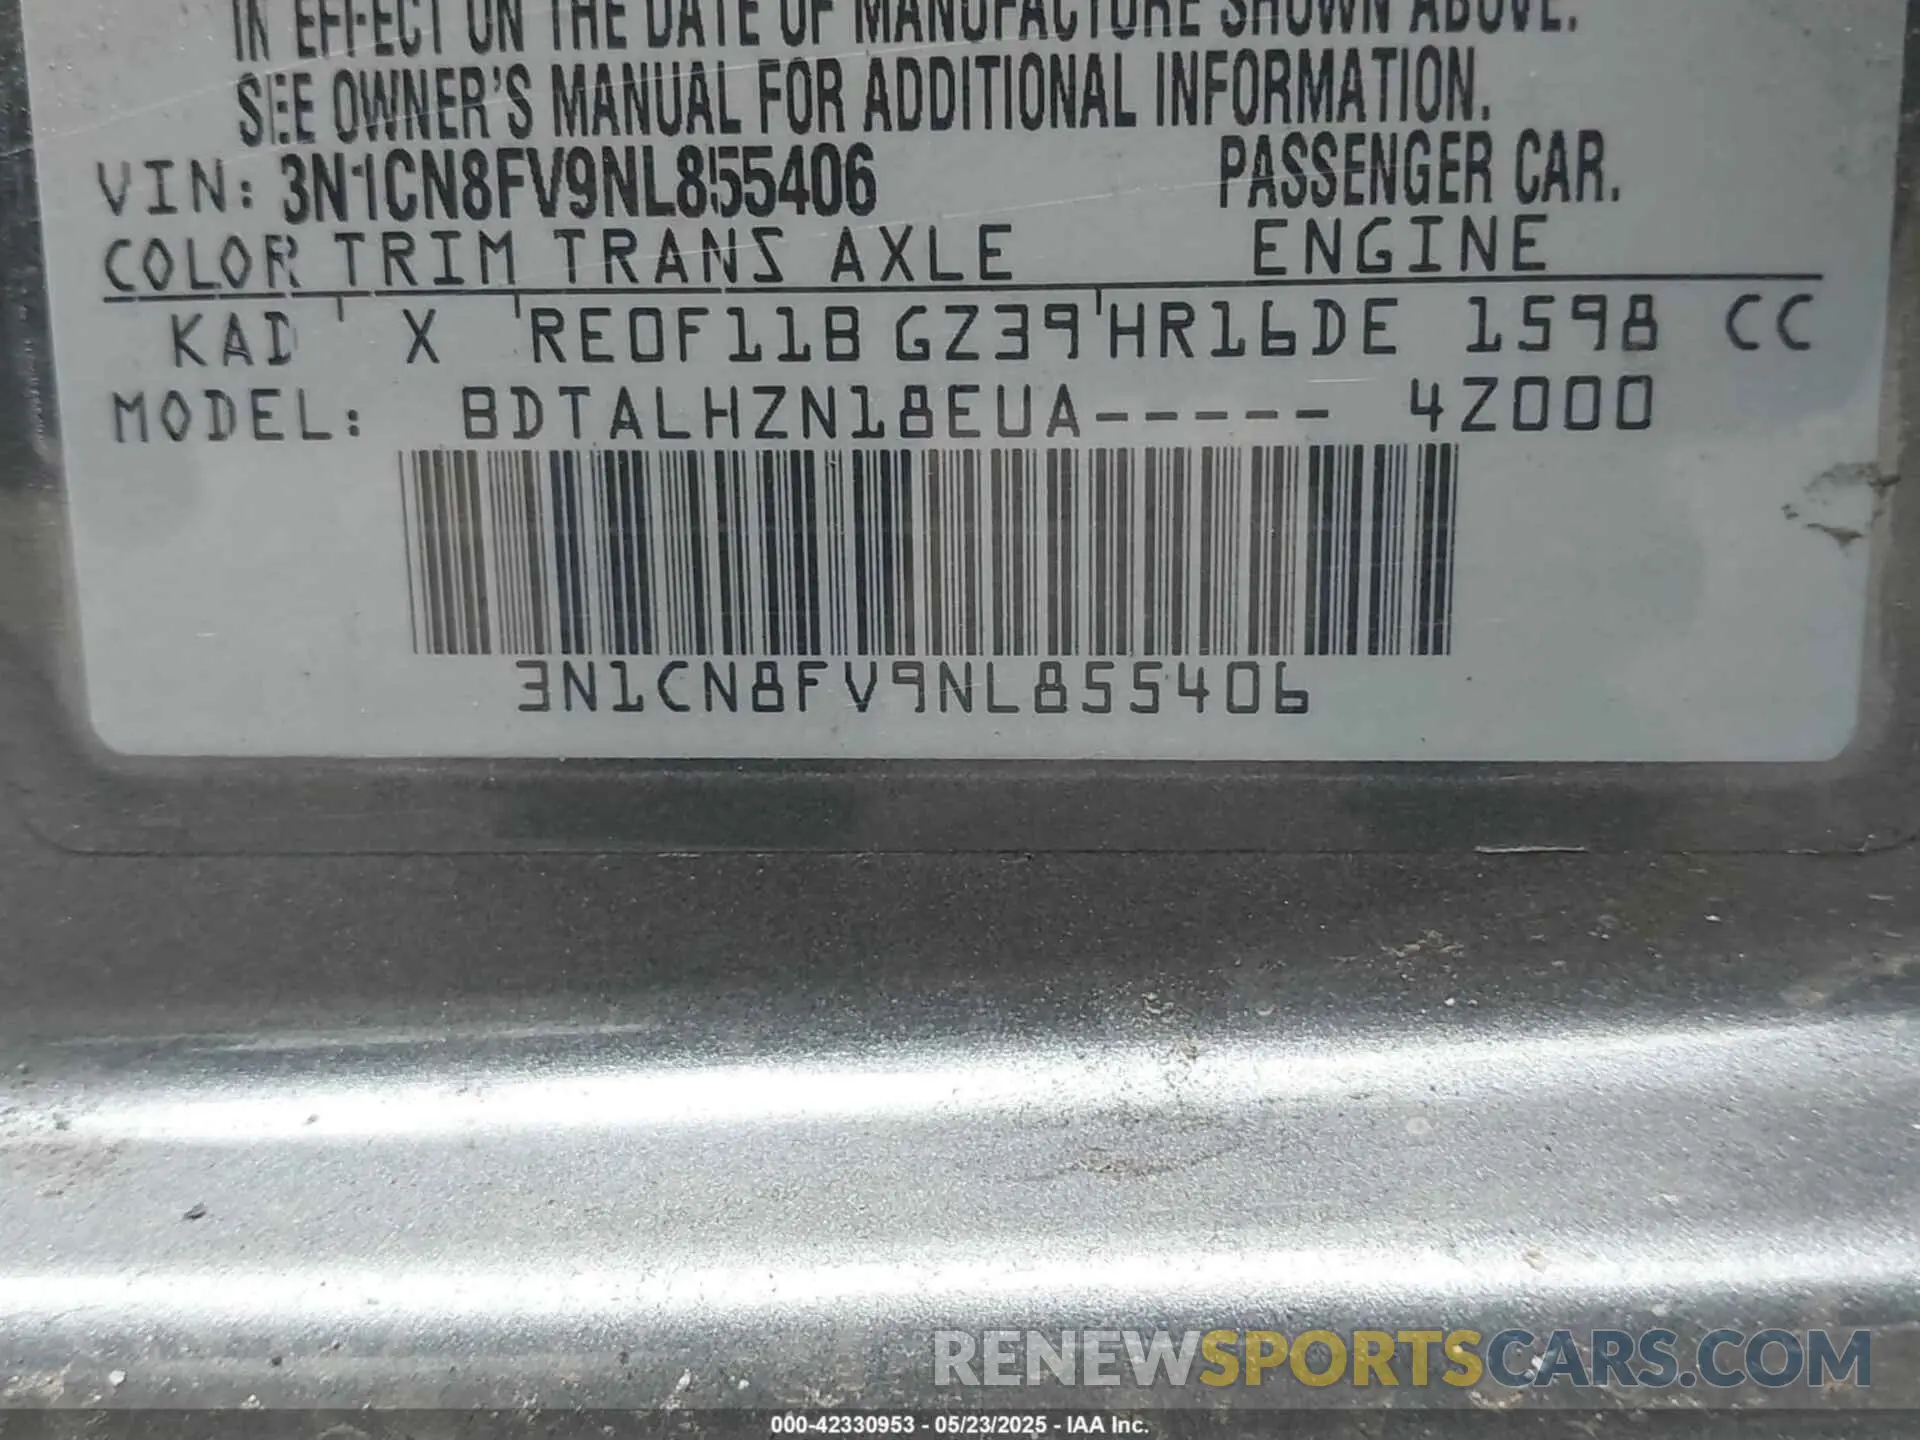 IN EFFECT ON THE DATE OF MANUFACTURE SHOWN ABOVE.
SEE OWNER'S MANUAL FOR ADDITIONAL INFORMATION.
VIN: 3N1CN8FV9NL855406 PASSENGER CAR.
COLOR TRIM TRANS AXLE ENGINE
KAD X RE0F11B GZ39 HR16DE 1598 CC
MODEL: BDTALHZN18EUA----- 4Z000
3N1CN8FV9NL855406
RENEWSPORTSCARS.COM
000-42330953 - 05/23/2025 - IAA Inc.